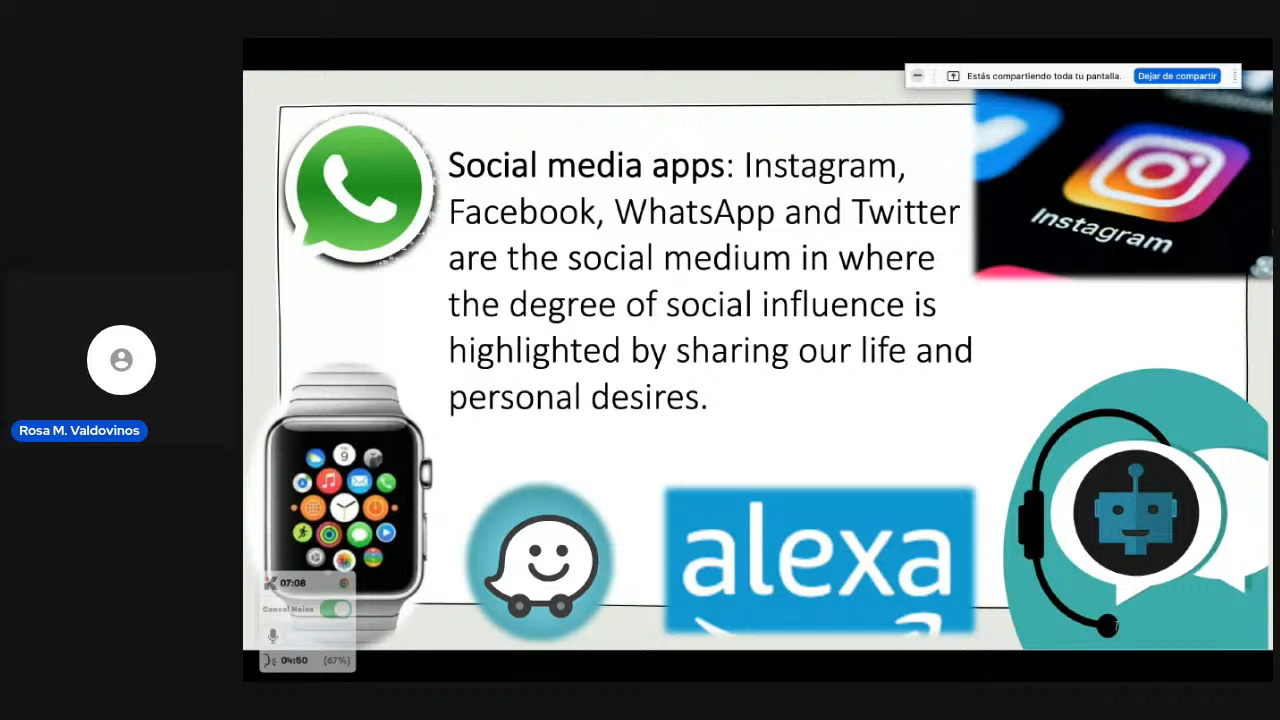 Estás compartiendo toda tu pantalla. Dejar de compartir
Social media apps: Instagram,
Facebook, WhatsApp and Twitter
are the social medium in where
the degree of social influence is
highlighted by sharing our life and
personal desires.
Instagram
Rosa M. Valdovinos
9
alexa
07:08
Cancel Noise
04:50 (67%)